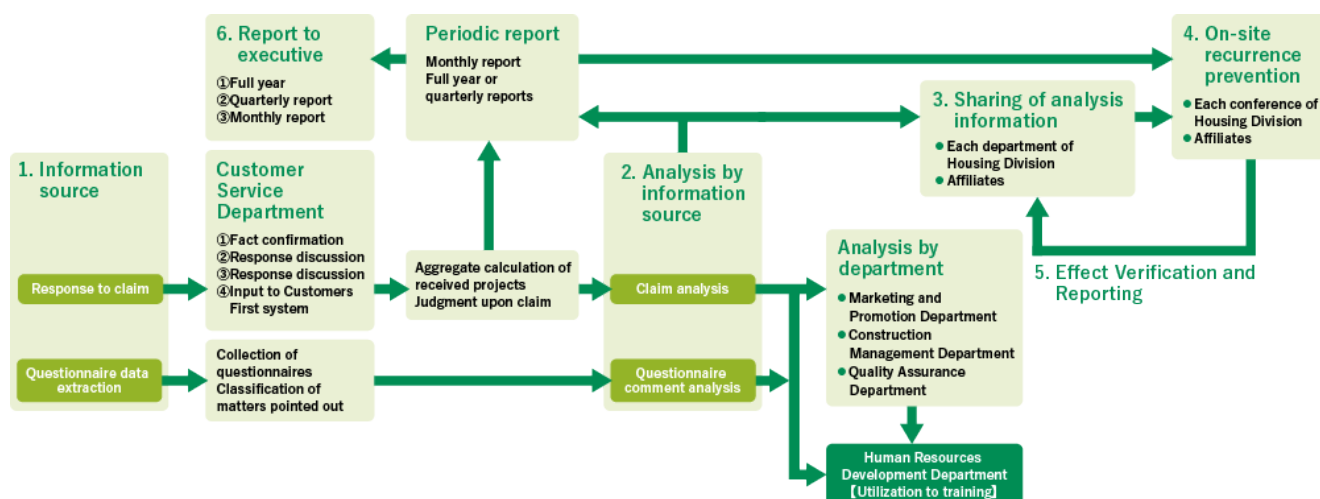 6. Report to
executive
①Full year
②Quarterly report
③Monthly report
Periodic report
Monthly report
Full year or
quarterly reports
4. On-site
recurrence
prevention
● Each conference of
Housing Division
● Affiliates
3. Sharing of analysis
information
● Each department of
Housing Division
● Affiliates
1. Information
source
Response to claim
Questionnaire data
extraction
Customer
Service
Department
①Fact confirmation
②Response discussion
③Response discussion
④Input to Customers
First system
Collection of
questionnaires
Classification of
matters pointed out
Aggregate calculation of
received projects
Judgment upon claim
2. Analysis by
information
source
Claim analysis
Questionnaire
comment analysis
Analysis by
department
● Marketing and
Promotion Department
● Construction
Management Department
● Quality Assurance
Department
Human Resources
Development Department
【Utilization to training】
5. Effect Verification and
Reporting